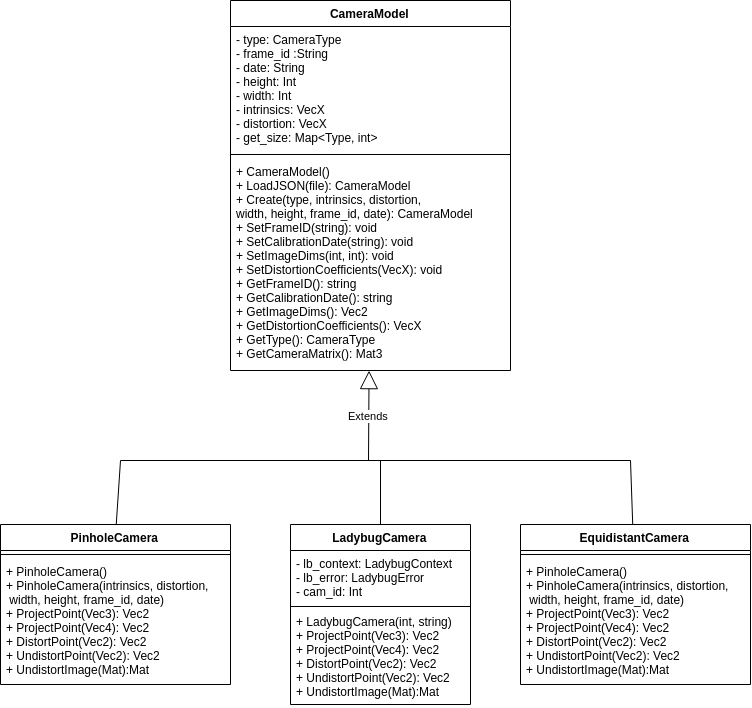 CameraModel
- type: CameraType
- frame_id :String
- date: String
- height: Int
- width: Int
- intrinsics: VecX
- distortion: VecX
- get_size: Map<Type, int>
+ CameraModel()
+ LoadJSON(file): CameraModel
+ Create(type, intrinsics, distortion,
width, height, frame_id, date): CameraModel
+ SetFrameID(string): void
+ SetCalibrationDate(string): void
+ SetImageDims(int, int): void
+ SetDistortionCoefficients(VecX): void
+ GetFrameID(): string
+ GetCalibrationDate(): string
+ GetImageDims(): Vec2
+ GetDistortionCoefficients(): VecX
+ GetType(): CameraType
+ GetCameraMatrix(): Mat3
Extends
PinholeCamera
+ PinholeCamera()
+ PinholeCamera(intrinsics, distortion,
width, height, frame_id, date)
+ ProjectPoint(Vec3): Vec2
+ ProjectPoint(Vec4): Vec2
+ DistortPoint(Vec2): Vec2
+ UndistortPoint(Vec2): Vec2
+ UndistortImage(Mat):Mat
LadybugCamera
- lb_context: LadybugContext
- lb_error: LadybugError
- cam_id: Int
+ LadybugCamera(int, string)
+ ProjectPoint(Vec3): Vec2
+ ProjectPoint(Vec4): Vec2
+ DistortPoint(Vec2): Vec2
+ UndistortPoint(Vec2): Vec2
+ UndistortImage(Mat):Mat
EquidistantCamera
+ PinholeCamera()
+ PinholeCamera(intrinsics, distortion,
width, height, frame_id, date)
+ ProjectPoint(Vec3): Vec2
+ ProjectPoint(Vec4): Vec2
+ DistortPoint(Vec2): Vec2
+ UndistortPoint(Vec2): Vec2
+ UndistortImage(Mat):Mat